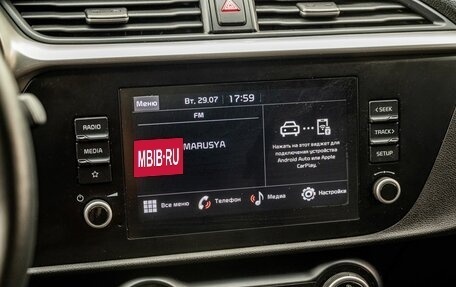 Меню
Вт, 29.07
17:59
FM
MARUSYA
MBIB·RU
Нажмите на этот виджет для
подключения устройства
Android Auto или Apple
CarPlay.
Все меню
Телефон
Медиа
Настройка
RADIO
MEDIA
< SEEK
TRACK >
SETUP